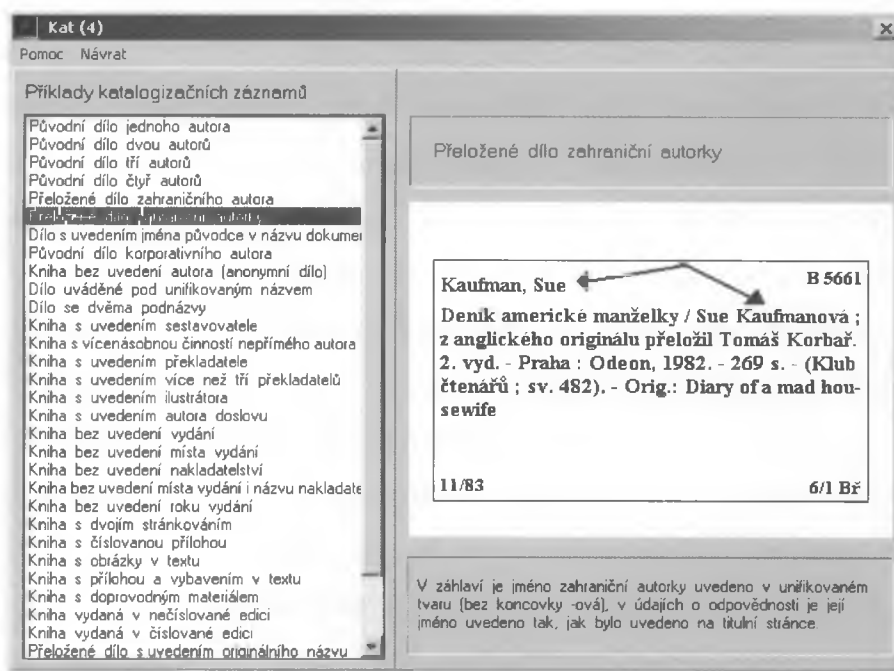 Kat (4)
Pomoc Návrat
Příklady katalogizačních záznamů
Původní dílo jednoho autora
Původní dílo dvou autorů
Původní dílo tří autorů
Původní dílo čtyř autorů
Přeložené dílo zahraničního autora
Přeložené dílo zahraniční autorky
Dílo s uvedením jména původce v názvu dokumen
Původní dílo korporativního autora
Kniha bez uvedení autora (anonymní dílo)
Dílo uváděné pod unifikovaným názvem
Dílo se dvěma podnázvy
Kniha s uvedením sestavovatele
Kniha s vícenásobnou činností nepřímého autora
Kniha s uvedením překladatele
Kniha s uvedením více než tří překladatelů
Kniha s uvedením ilustrátora
Kniha s uvedením autora doslovu
Kniha bez uvedení vydání
Kniha bez uvedení místa vydání
Kniha bez uvedení nakladatelství
Kniha bez uvedení místa vydání i názvu nakladate
Kniha bez uvedení roku vydání
Kniha s dvojím stránkováním
Kniha s číslovanou přílohou
Kniha s obrázky v textu
Kniha s přílohou a vybavením v textu
Kniha s doprovodným materiálem
Kniha vydaná v nečíslované edici
Kniha vydaná v číslované edici
Přeložené dílo s uvedením originálního názvu
Přeložené dílo zahraniční autorky
Kaufman, Sue B 5661
Deník americké manželky / Sue Kaufmanová ;
z anglického originálu přeložil Tomáš Korbař.
2. vyd. - Praha : Odeon, 1982. - 269 s. - (Klub
čtenářů ; sv. 482). - Orig.: Diary of a mad hou-
sewife
11/83 6/1 Bř
V záhlaví je jméno zahraniční autorky uvedeno v unifikovaném
tvaru (bez koncovky -ová), v údajích o odpovědnosti je její
jméno uvedeno tak, jak bylo uvedeno na titulní stránce.